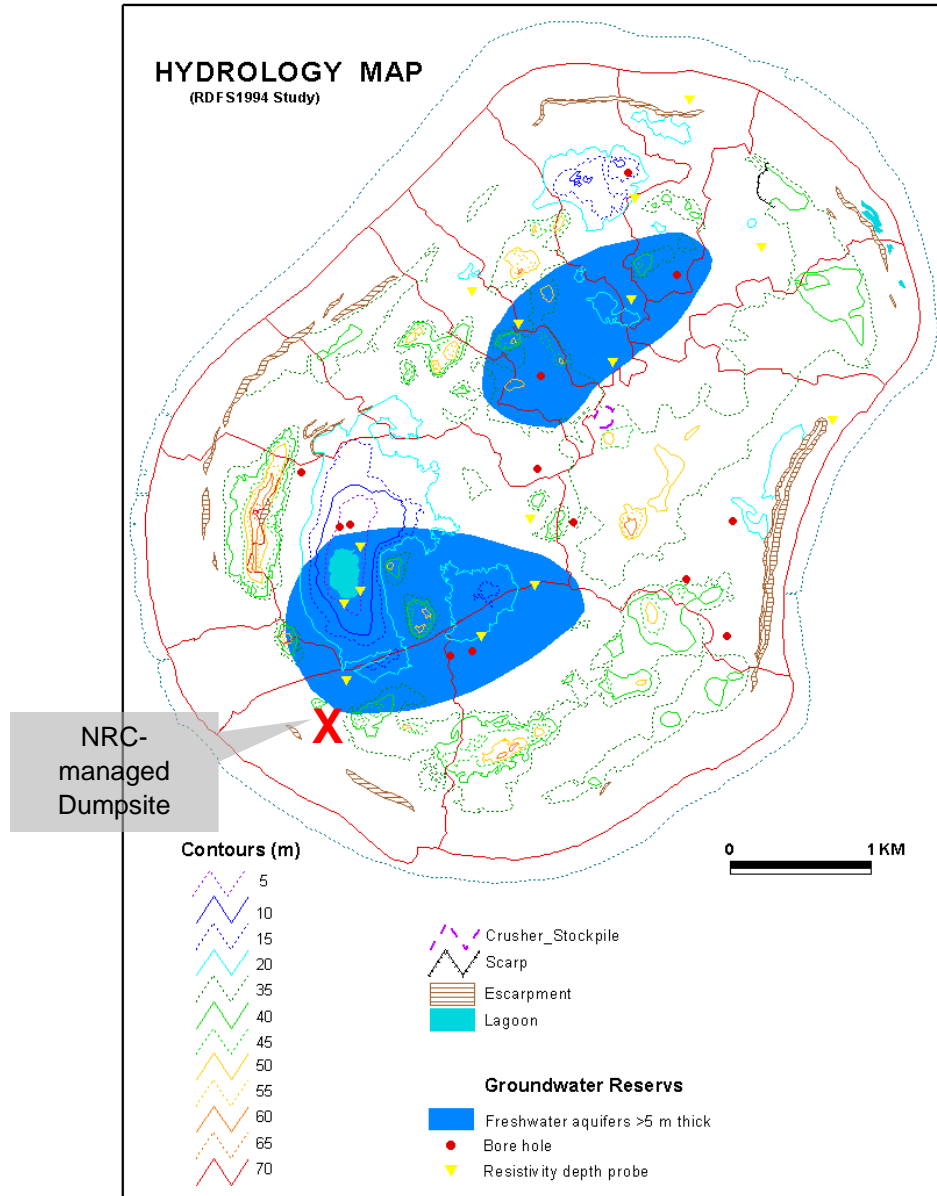 HYDROLOGY MAP
(RDFS1994 Study)
X
NRC-
managed
Dumpsite
Contours (m)
5
10
15
20
35
40
45
50
55
60
65
70
0 1 KM
Crusher_Stockpile
Scarp
Escarpment
Lagoon
Groundwater Reservs
Freshwater aquifers >5 m thick
Bore hole
Resistivity depth probe